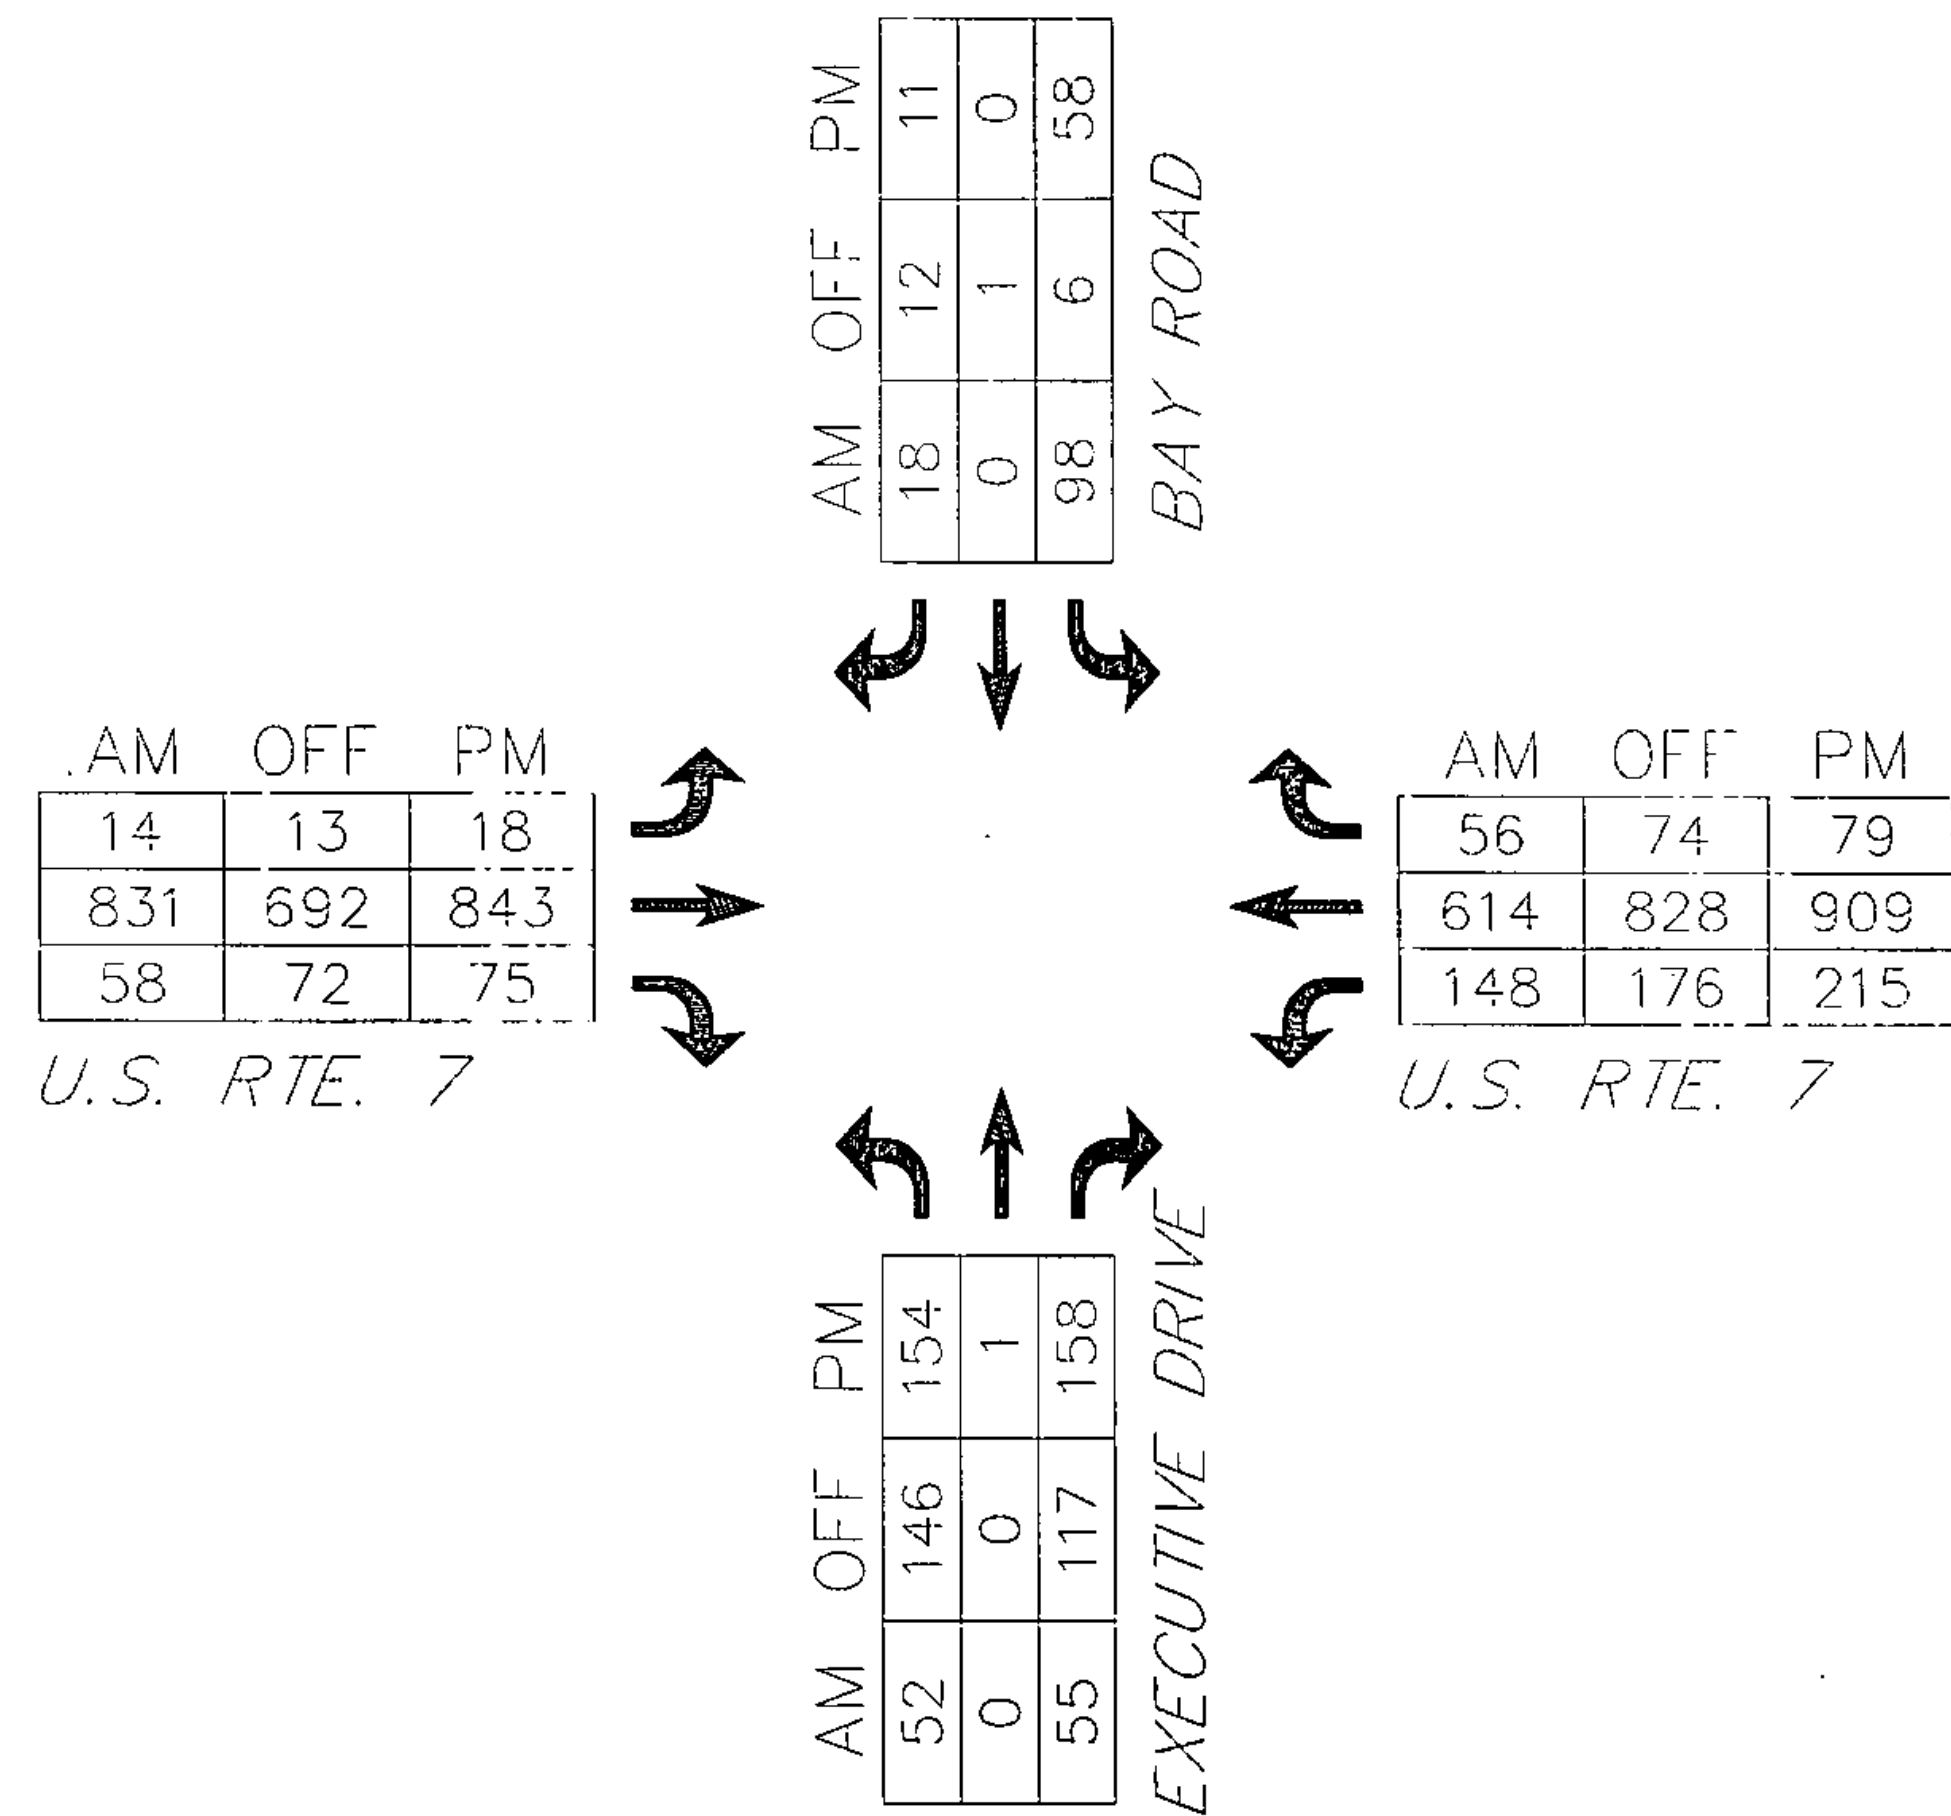 PM 11 0 58
OFF 12 1 6
AM 18 0 98
BAY ROAD
AM OFF PM
14 13 18
831 692 843
58 72 75
U.S. RTE. 7
AM OFF PM
56 74 79
614 828 909
148 176 215
U.S. RTE. 7
PM 154 1 158
OFF 146 0 117
AM 52 0 55
EXECUTIVE DRIVE